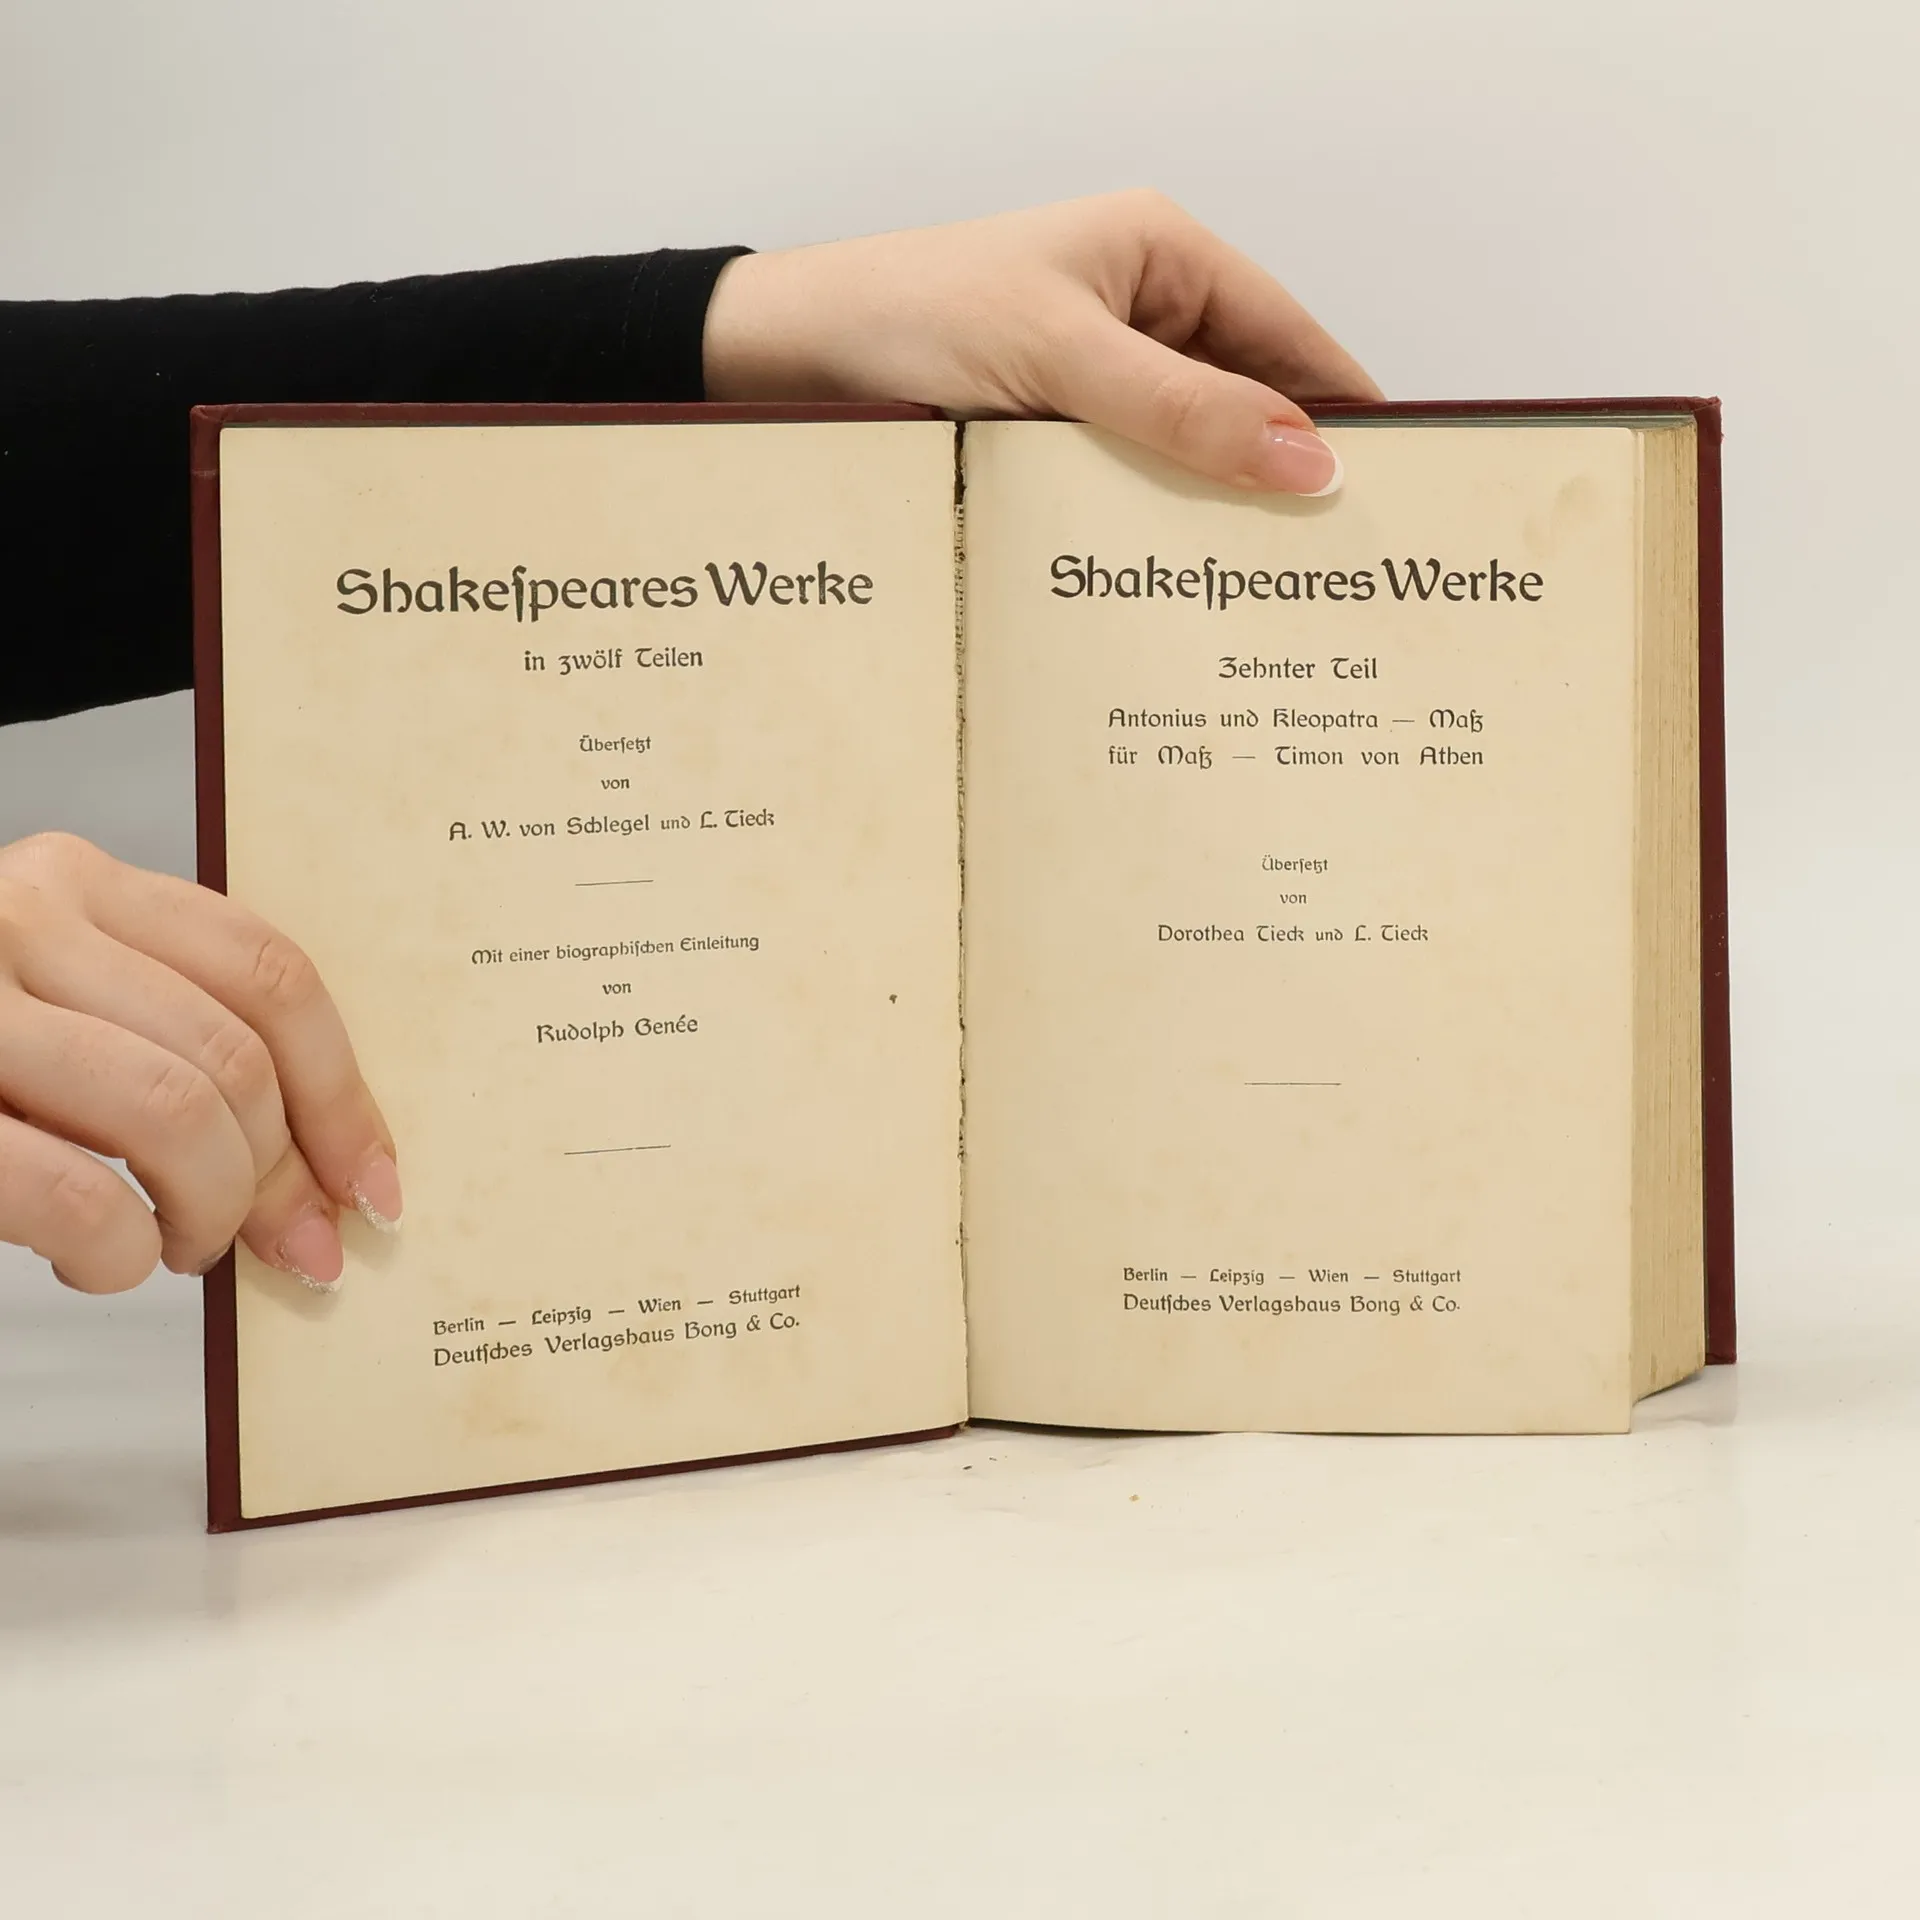 Shakeſpeares Werke
in zwölf Teilen
Überſetzt
von
A. W. von Schlegel und L. Tieck
Mit einer biographiſchen Einleitung
von
Rudolph Genée
Berlin — Leipzig — Wien — Stuttgart
Deutſches Verlagshaus Bong & Co.
Shakeſpeares Werke
Zehnter Teil
Antonius und Kleopatra — Maß
für Maß — Timon von Athen
Überſetzt
von
Dorothea Tieck und L. Tieck
Berlin — Leipzig — Wien — Stuttgart
Deutſches Verlagshaus Bong & Co.